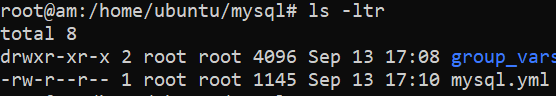 root@am:/home/ubuntu/mysql# ls -ltr
total 8
drwxr-xr-x 2 root root 4096 Sep 13 17:08 group_vars
-rw-r--r-- 1 root root 1145 Sep 13 17:10 mysql.yml